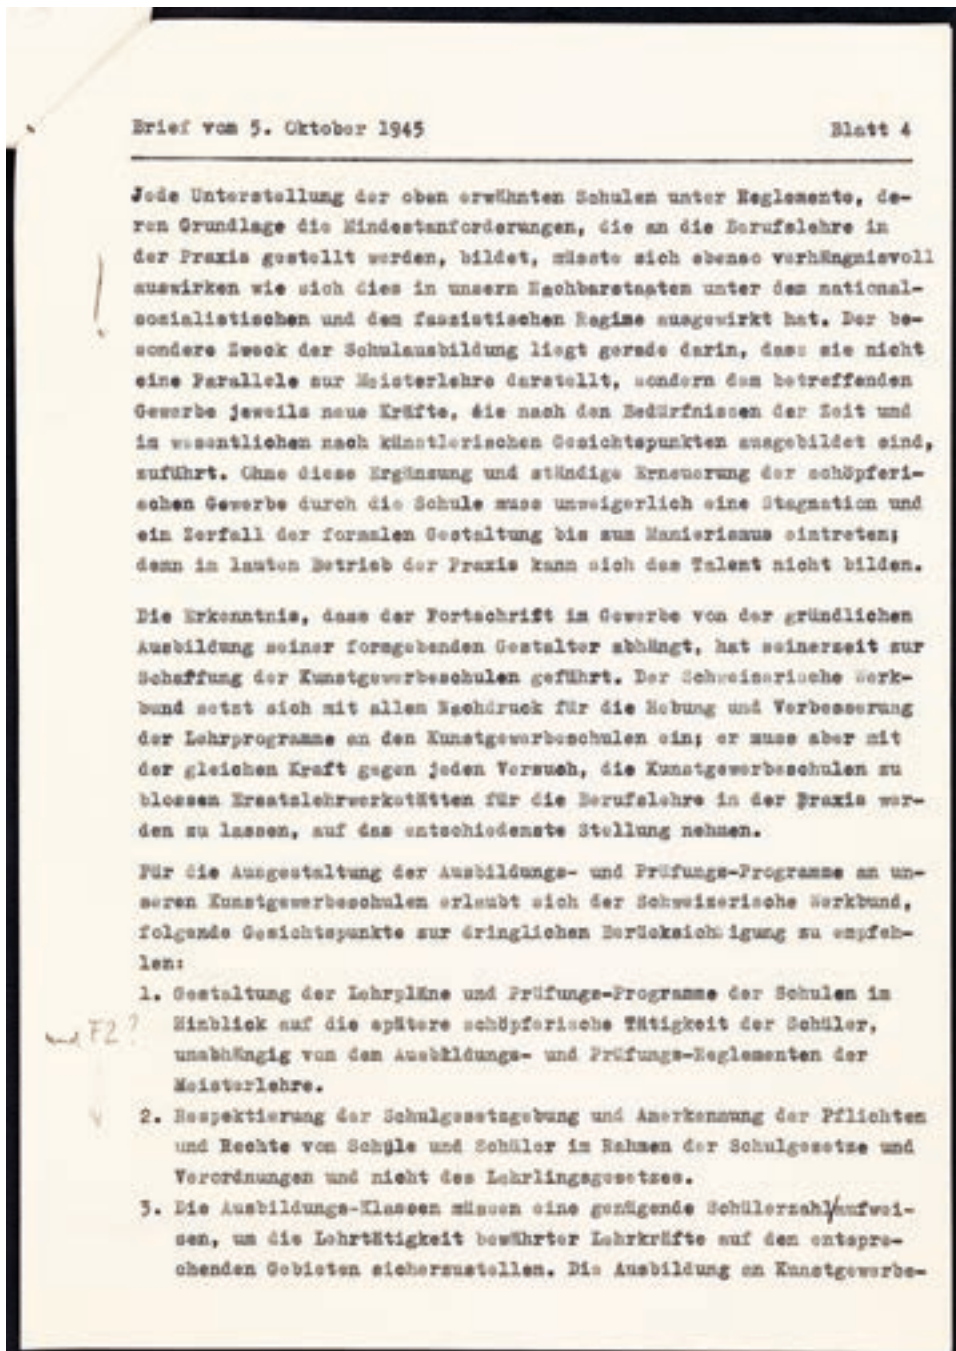 Brief vom 5. Oktober 1945 Blatt 4
Jede Unterstellung der oben erwähnten Schulen unter Reglemente, de-
ren Grundlage die Mindestanforderungen, die an die Berufslehre in
der Praxis gestellt werden, bildet, müsste sich ebenso verhängnisvoll
auswirken wie sich dies in unsern Nachbarstaaten unter dem national-
sozialistischen und dem faszistischen Regime ausgewirkt hat. Der be-
sondere Zweck der Schulausbildung liegt gerade darin, dass sie nicht
eine Parallele zur Meisterlehre darstellt, sondern dem betreffenden
Gewerbe jeweils neue Kräfte, die nach den Bedürfnissen der Zeit und
im wesentlichen nach künstlerischen Gesichtspunkten ausgebildet sind,
zuführt. Ohne diese Ergänzung und ständige Erneuerung der schöpferi-
schen Gewerbe durch die Schule muss unweigerlich eine Stagnation und
ein Zerfall der formalen Gestaltung bis zum Manierismus eintreten;
denn im lauten Betrieb der Praxis kann sich das Talent nicht bilden.
Die Erkenntnis, dass der Fortschrift im Gewerbe von der gründlichen
Ausbildung seiner formgebenden Gestalter abhängt, hat seinerzeit zur
Schaffung der Kunstgewerbeschulen geführt. Der Schweizerische Werk-
bund setzt sich mit allem Nachdruck für die Hebung und Verbesserung
der Lehrprogramme an den Kunstgewerbeschulen ein; er muss aber mit
der gleichen Kraft gegen jeden Versuch, die Kunstgewerbeschulen zu
blossen Ersatzlehrwerkstätten für die Berufslehre in der Praxis wer-
den zu lassen, auf das entschiedenste Stellung nehmen.
Für die Ausgestaltung der Ausbildungs- und Prüfungs-Programme an un-
seren Kunstgewerbeschulen erlaubt sich der Schweizerische Werkbund,
folgende Gesichtspunkte zur dringlichen Berücksichtigung zu empfeh-
len:
1. Gestaltung der Lehrpläne und Prüfungs-Programme der Schulen im
Hinblick auf die spätere schöpferische Tätigkeit der Schüler,
und F2?
unabhängig von den Ausbildungs- und Prüfungs-Reglementen der
Meisterlehre.
2. Respektierung der Schulgesetzgebung und Anerkennung der Pflichten
und Rechte von Schule und Schüler im Rahmen der Schulgesetze und
Verordnungen und nicht des Lehrlingsgesetzes.
3. Die Ausbildungs-Klassen müssen eine genügende Schülerzahl/aufwei-
sen, um die Lehrtätigkeit bewährter Lehrkräfte auf den entspre-
chenden Gebieten sicherzustellen. Die Ausbildung an Kunstgewerbe-